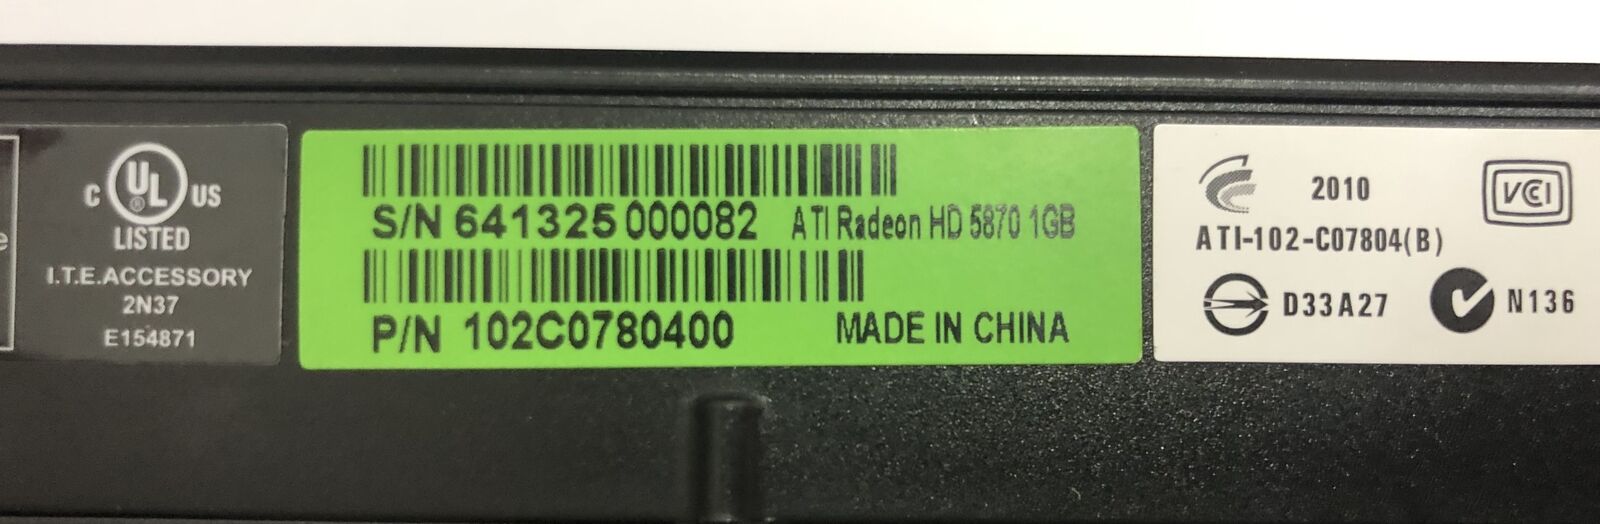 e
C UL US
®
LISTED
I.T.E.ACCESSORY
2N37
E154871
S/N 641325 000082 ATI Radeon HD 5870 1GB
P/N 102C0780400 MADE IN CHINA
2010
VCI
ATI-102-C07804(B)
D33A27
N136